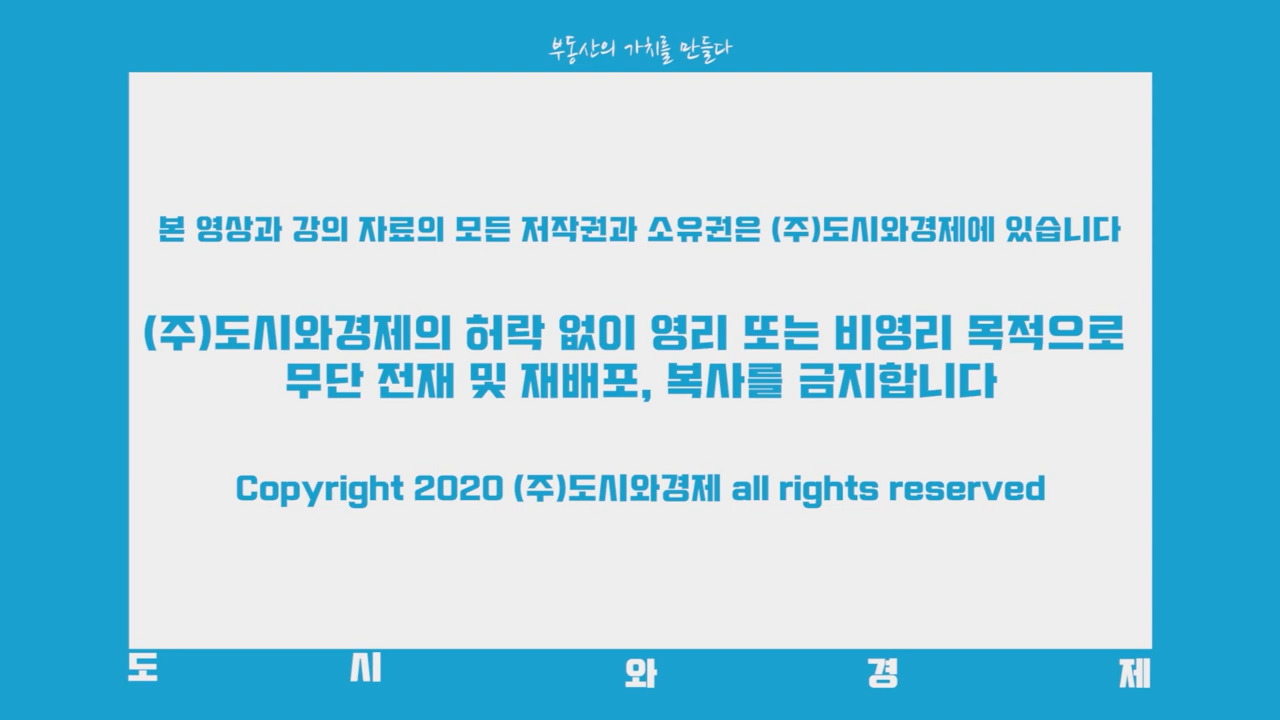 부동산의 가치를 만들다
본 영상과 강의 자료의 모든 저작권과 소유권은 (주)도시와경제에 있습니다
(주)도시와경제의 허락 없이 영리 또는 비영리 목적으로
무단 전재 및 재배포, 복사를 금지합니다
Copyright 2020 (주)도시와경제 all rights reserved
도 시 와 경 제